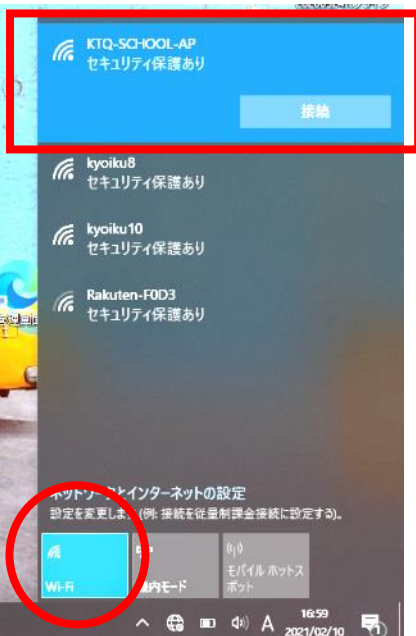 KTQ-SCHOOL-AP
セキュリティ保護あり
接続
kyoiku8
セキュリティ保護あり
kyoiku10
セキュリティ保護あり
Rakuten-F0D3
セキュリティ保護あり
ネットワークとインターネットの設定
設定を変更します(例: 接続を従量制課金接続に設定する)。
Wi-Fi
機内モード
モバイル ホットス
ポット
A
16:59
2021/02/10